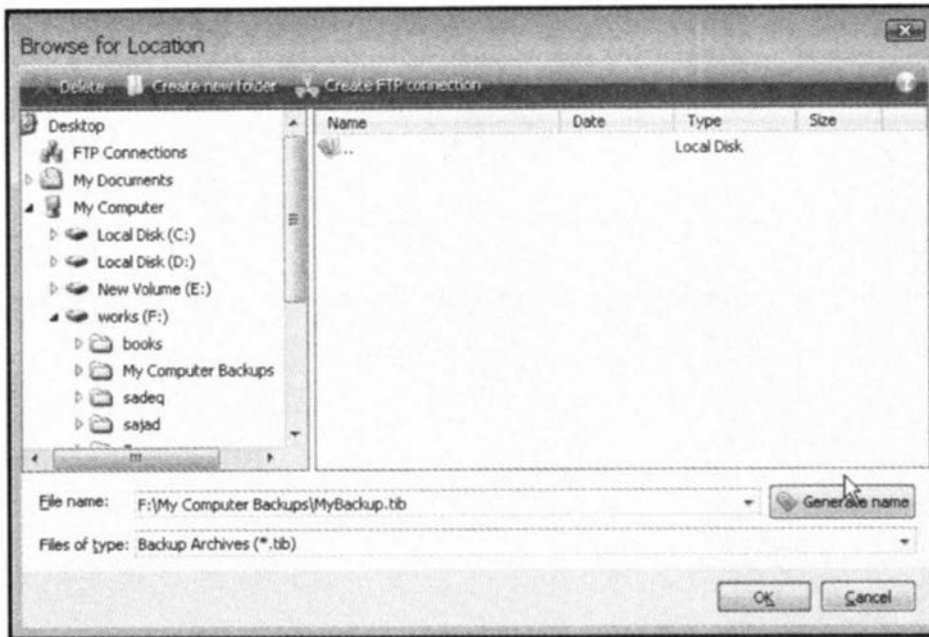 Browse for Location
Delete Create new folder Create FTP connection
Desktop
FTP Connections
My Documents
My Computer
Local Disk (C:)
Local Disk (D:)
New Volume (E:)
works (F:)
books
My Computer Backups
sadeq
sajad
Name Date Type Size
.. Local Disk
File name: F:\My Computer Backups\MyBackup.tib Generate name
Files of type: Backup Archives (*.tib)
OK Cancel